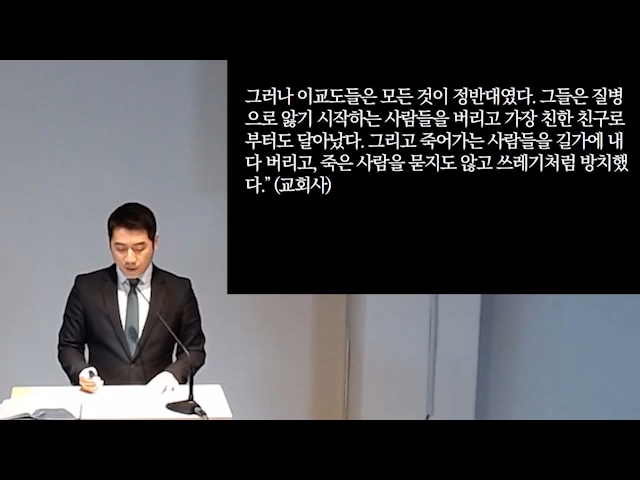 그러나 이교도들은 모든 것이 정반대였다. 그들은 질병
으로 앓기 시작하는 사람들을 버리고 가장 친한 친구로
부터도 달아났다. 그리고 죽어가는 사람들을 길가에 내
다 버리고, 죽은 사람을 묻지도 않고 쓰레기처럼 방치했
다.” (교회사)